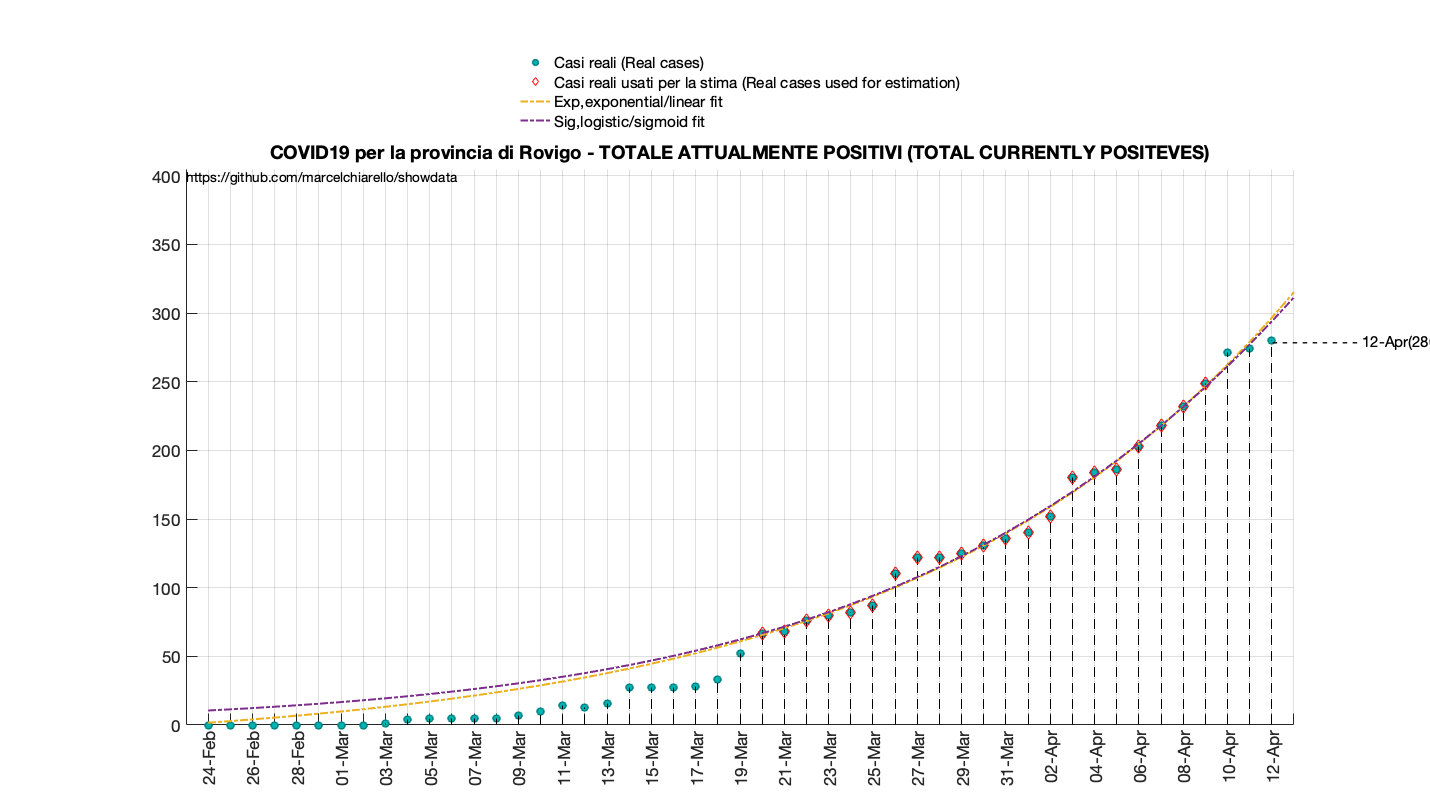 Casi reali (Real cases)
Casi reali usati per la stima (Real cases used for estimation)
Exp,exponential/linear fit
Sig,logistic/sigmoid fit
COVID19 per la provincia di Rovigo - TOTALE ATTUALMENTE POSITIVI (TOTAL CURRENTLY POSITEVES)
https://github.com/marcelchiarello/showdata
400
350
300
250
200
150
100
50
0
12-Apr(28
24-Feb
26-Feb
28-Feb
01-Mar
03-Mar
05-Mar
07-Mar
09-Mar
11-Mar
13-Mar
15-Mar
17-Mar
19-Mar
21-Mar
23-Mar
25-Mar
27-Mar
29-Mar
31-Mar
02-Apr
04-Apr
06-Apr
08-Apr
10-Apr
12-Apr